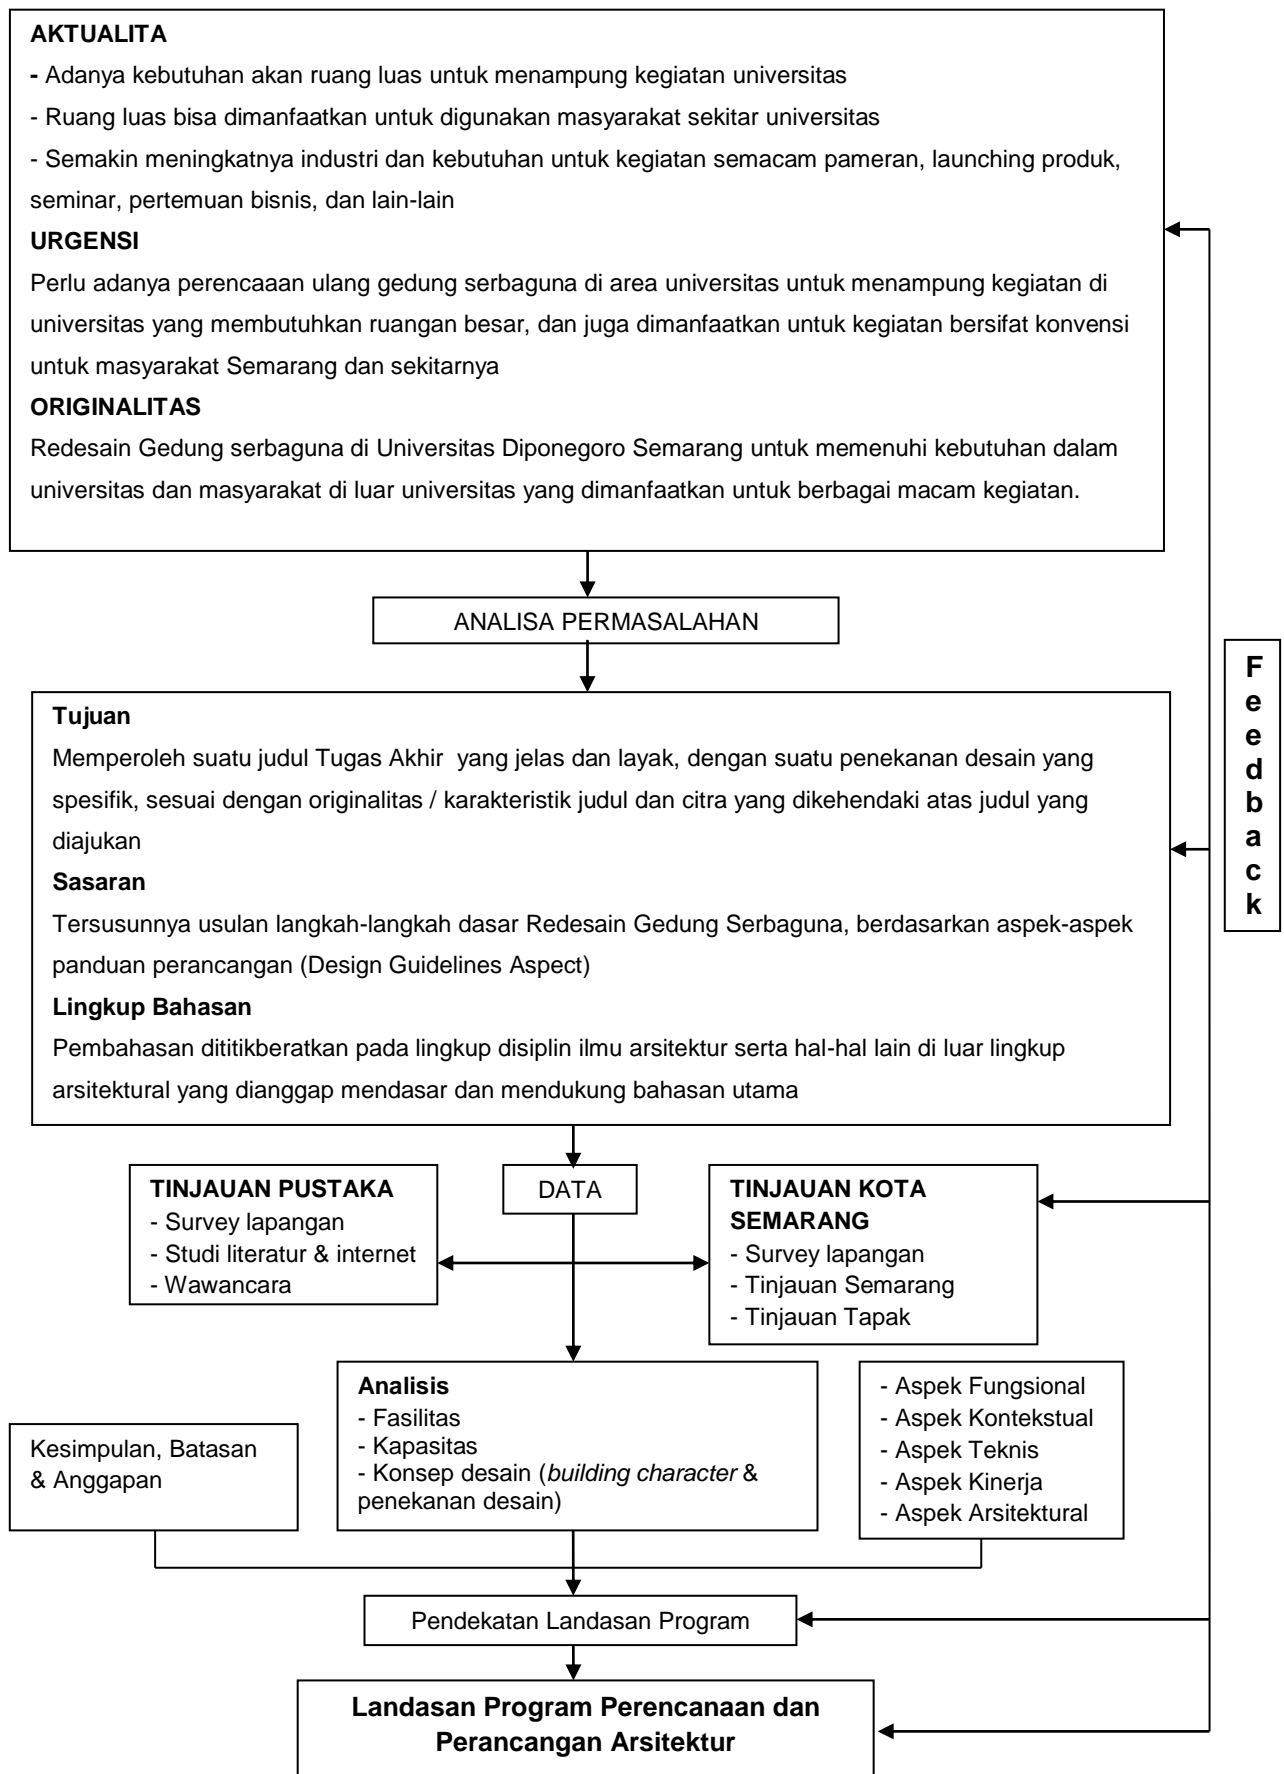 AKTUALITA
- Adanya kebutuhan akan ruang luas untuk menampung kegiatan universitas
- Ruang luas bisa dimanfaatkan untuk digunakan masyarakat sekitar universitas
- Semakin meningkatnya industri dan kebutuhan untuk kegiatan semacam pameran, launching produk,
seminar, pertemuan bisnis, dan lain-lain
URGENSI
Perlu adanya perencaaan ulang gedung serbaguna di area universitas untuk menampung kegiatan di
universitas yang membutuhkan ruangan besar, dan juga dimanfaatkan untuk kegiatan bersifat konvensi
untuk masyarakat Semarang dan sekitarnya
ORIGINALITAS
Redesain Gedung serbaguna di Universitas Diponegoro Semarang untuk memenuhi kebutuhan dalam
universitas dan masyarakat di luar universitas yang dimanfaatkan untuk berbagai macam kegiatan.
ANALISA PERMASALAHAN
Feedback
Tujuan
Memperoleh suatu judul Tugas Akhir  yang jelas dan layak, dengan suatu penekanan desain yang
spesifik, sesuai dengan originalitas / karakteristik judul dan citra yang dikehendaki atas judul yang
diajukan
Sasaran
Tersusunnya usulan langkah-langkah dasar Redesain Gedung Serbaguna, berdasarkan aspek-aspek
panduan perancangan (Design Guidelines Aspect)
Lingkup Bahasan
Pembahasan dititikberatkan pada lingkup disiplin ilmu arsitektur serta hal-hal lain di luar lingkup
arsitektural yang dianggap mendasar dan mendukung bahasan utama
TINJAUAN PUSTAKA
- Survey lapangan
- Studi literatur & internet
- Wawancara
DATA
TINJAUAN KOTA
SEMARANG
- Survey lapangan
- Tinjauan Semarang
- Tinjauan Tapak
Kesimpulan, Batasan
& Anggapan
Analisis
- Fasilitas
- Kapasitas
- Konsep desain (building character &
penekanan desain)
- Aspek Fungsional
- Aspek Kontekstual
- Aspek Teknis
- Aspek Kinerja
- Aspek Arsitektural
Pendekatan Landasan Program
Landasan Program Perencanaan dan
Perancangan Arsitektur